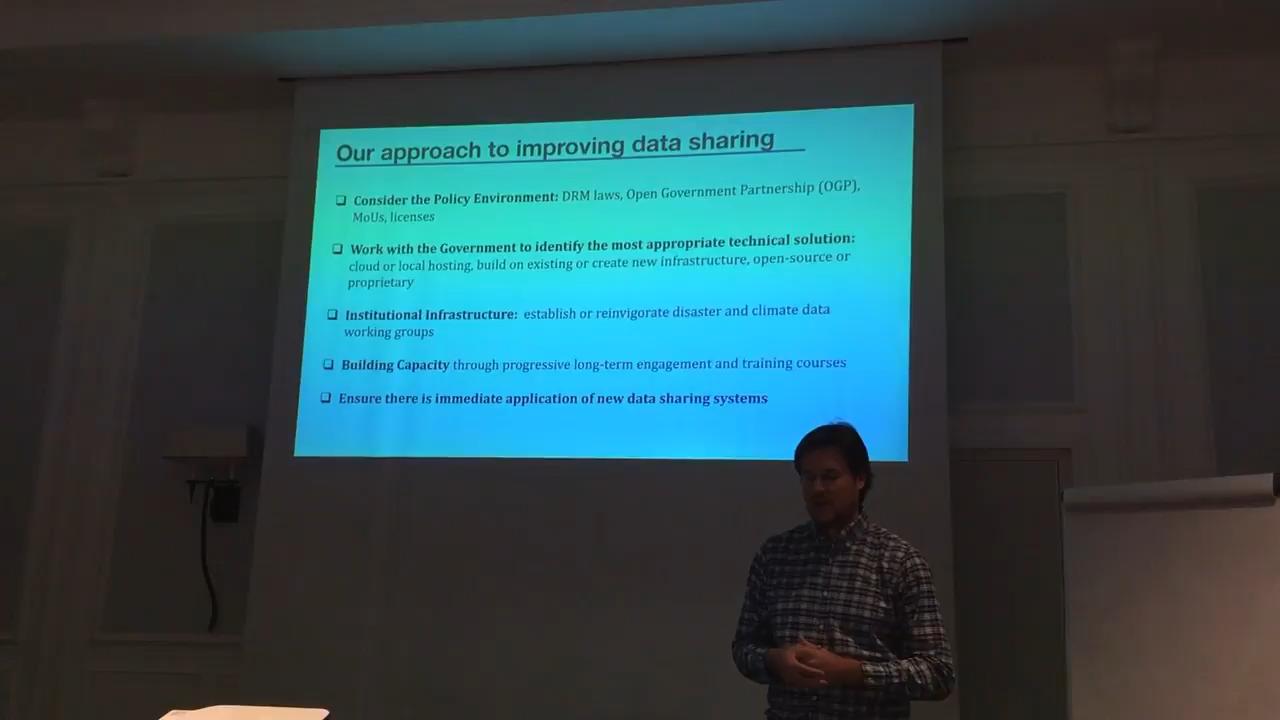 Our approach to improving data sharing
❑ Consider the Policy Environment: DRM laws, Open Government Partnership (OGP),
MoUs, licenses
❑ Work with the Government to identify the most appropriate technical solution:
cloud or local hosting, build on existing or create new infrastructure, open-source or
proprietary
❑ Institutional Infrastructure: establish or reinvigorate disaster and climate data
working groups
❑ Building Capacity through progressive long-term engagement and training courses
❑ Ensure there is immediate application of new data sharing systems